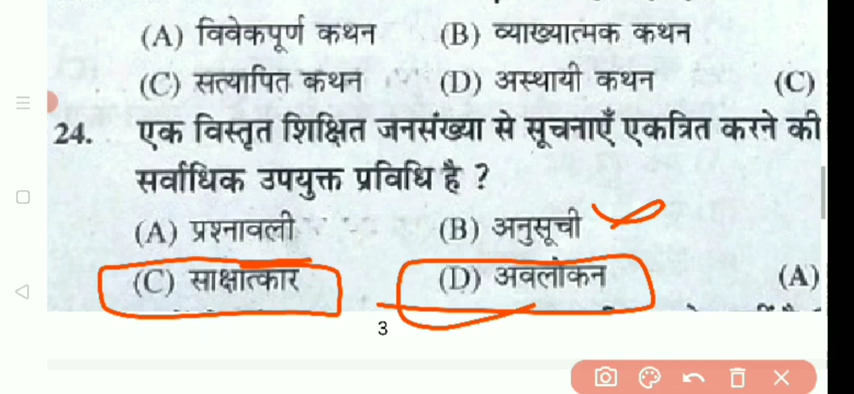 (A) विवेकपूर्ण कथन (B) व्याख्यात्मक कथन
(C) सत्यापित कथन (D) अस्थायी कथन (C)
24. एक विस्तृत शिक्षित जनसंख्या से सूचनाएँ एकत्रित करने की
सर्वाधिक उपयुक्त प्रविधि है ?
(A) प्रश्नावली (B) अनुसूची
(C) साक्षात्कार (D) अवलोकन (A)
3